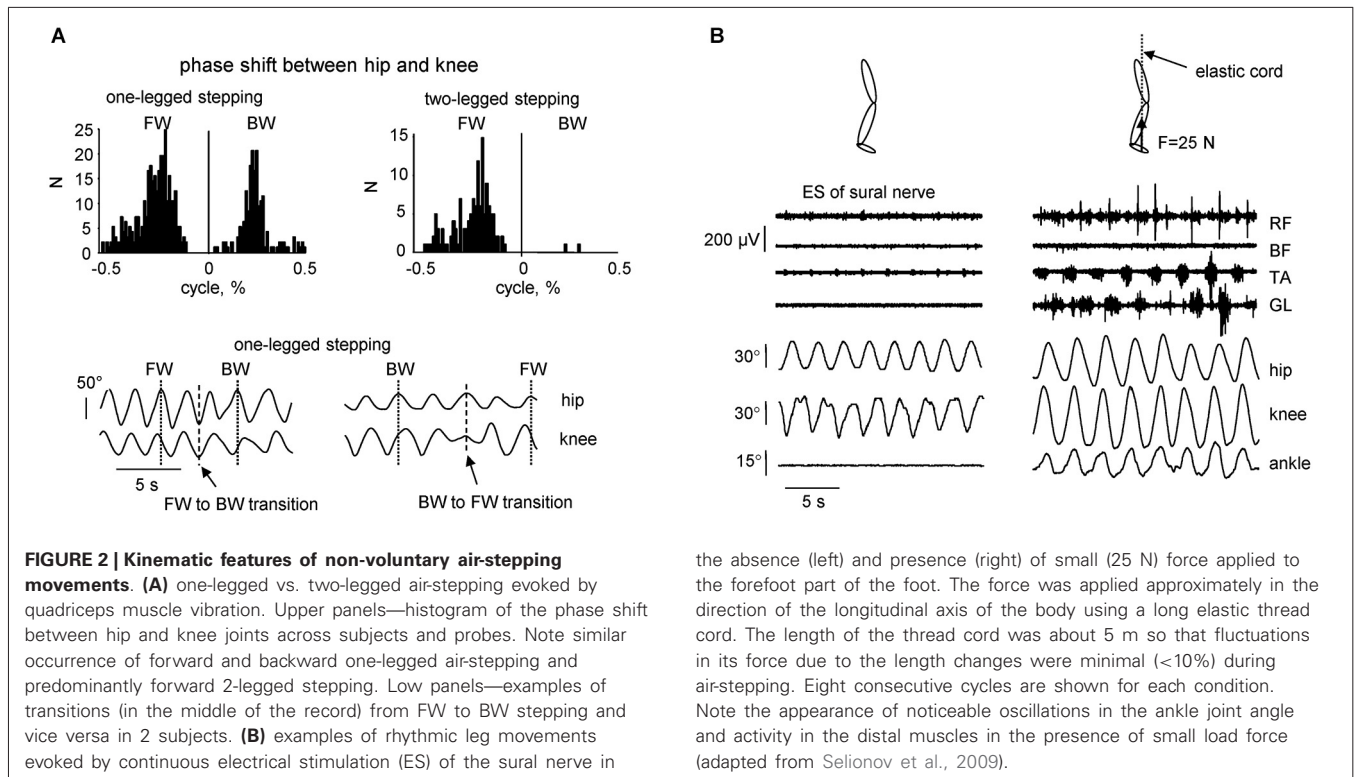 A
phase shift between hip and knee
one-legged stepping
FW
BW
25
20
15
10
5
0
N
-0.5
0
0.5
cycle, %
two-legged stepping
FW
BW
15
10
5
0
N
-0.5
0
0.5
cycle, %
one-legged stepping
FW
BW
50°
5 s
FW to BW transition
BW
FW
hip
knee
BW to FW transition
B
elastic cord
F=25 N
ES of sural nerve
200 µV
RF
BF
TA
GL
30°
hip
30°
knee
15°
ankle
5 s
FIGURE 2 | Kinematic features of non-voluntary air-stepping
movements. (A) one-legged vs. two-legged air-stepping evoked by
quadriceps muscle vibration. Upper panels—histogram of the phase shift
between hip and knee joints across subjects and probes. Note similar
occurrence of forward and backward one-legged air-stepping and
predominantly forward 2-legged stepping. Low panels—examples of
transitions (in the middle of the record) from FW to BW stepping and
vice versa in 2 subjects. (B) examples of rhythmic leg movements
evoked by continuous electrical stimulation (ES) of the sural nerve in
the absence (left) and presence (right) of small (25 N) force applied to
the forefoot part of the foot. The force was applied approximately in the
direction of the longitudinal axis of the body using a long elastic thread
cord. The length of the thread cord was about 5 m so that fluctuations
in its force due to the length changes were minimal (<10%) during
air-stepping. Eight consecutive cycles are shown for each condition.
Note the appearance of noticeable oscillations in the ankle joint angle
and activity in the distal muscles in the presence of small load force
(adapted from Selionov et al., 2009).